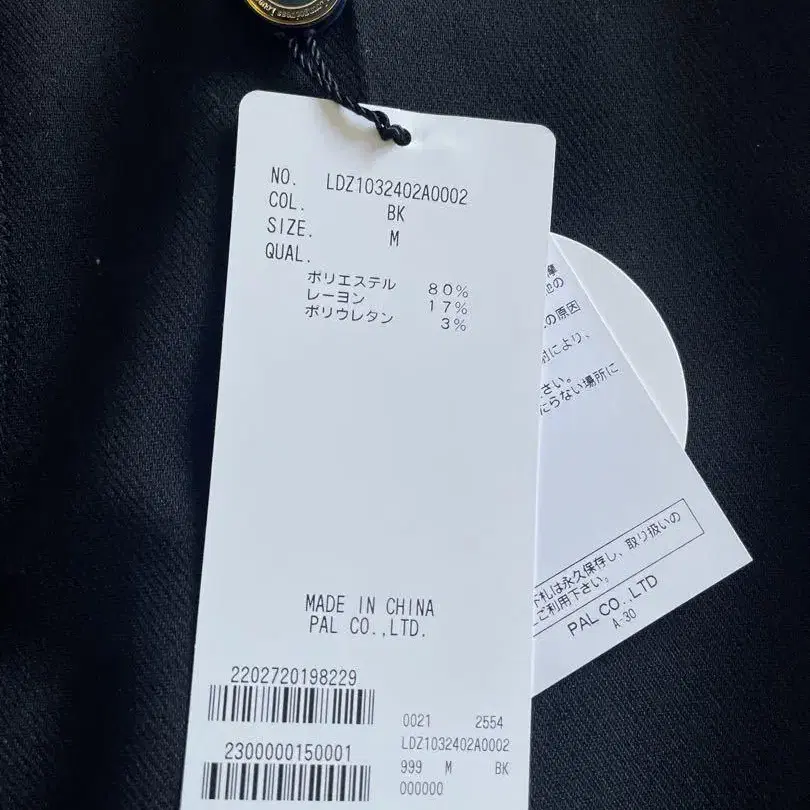 NO. LDZ1032402A0002
COL. BK
SIZE. M
QUAL.
ポリエステル 80%
レーヨン 17%
ポリウレタン 3%
MADE IN CHINA
PAL CO.,LTD.
2202720198229
0021 2554
LDZ1032402A0002
2300000150001
999 M BK
000000
の原因
により、
さい。
たらない場所に
札は永久保存し、取り扱いの
ご利用下さい。
PAL CO.,LTD
A-30